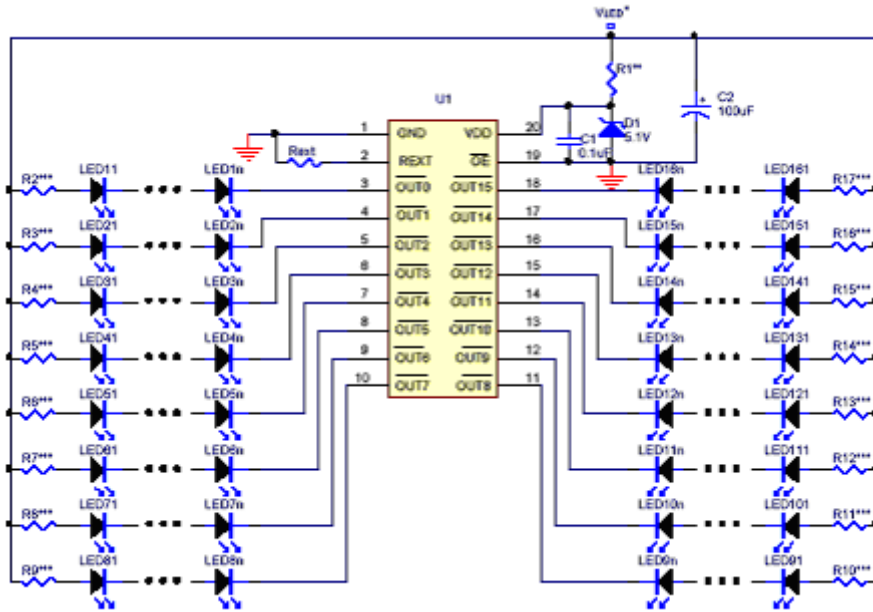 VLED*
R1**
C2
100uF
U1
D1
5.1V
C1
0.1uF
1 GND VDD 20
Rext
2 REXT OE 19
LED11 LED1n LED16n LED161
R2*** 3 OUT0 OUT15 18 R17***
LED21 LED2n 4 OUT1 OUT14 17 LED15n LED151
R3*** R16***
5 OUT2 OUT13 16
LED31 LED3n 6 OUT3 OUT12 15 LED14n LED141
R4*** R15***
7 OUT4 OUT11 14
LED41 LED4n 8 OUT5 OUT10 13 LED13n LED131
R5*** R14***
9 OUT6 OUT9 12
10 OUT7 OUT8 11
LED51 LED5n LED12n LED121
R6*** R13***
LED61 LED6n LED11n LED111
R7*** R12***
LED71 LED7n LED10n LED101
R8*** R11***
LED81 LED8n LED9n LED91
R9*** R10***